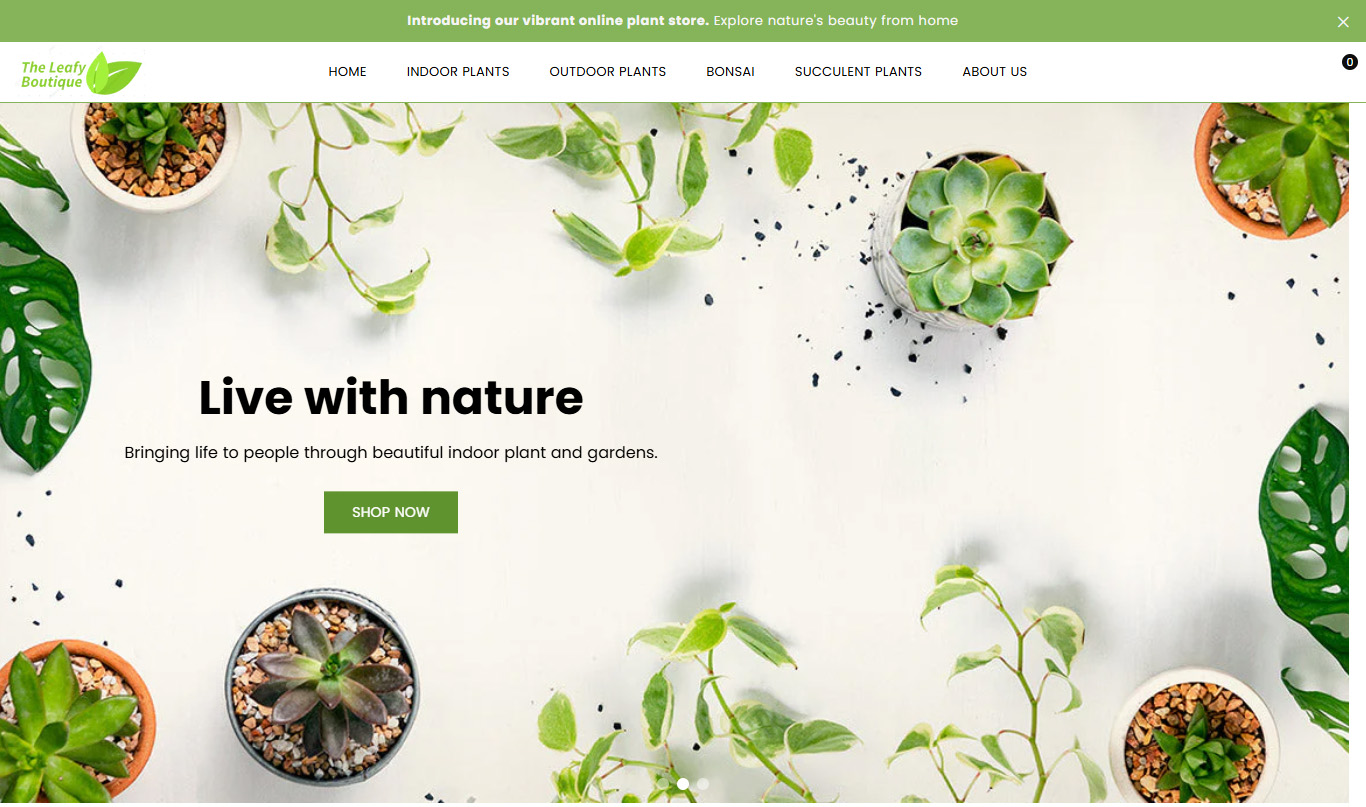 Introducing our vibrant online plant store. Explore nature's beauty from home
The Leafy
Boutique
HOME INDOOR PLANTS OUTDOOR PLANTS BONSAI SUCCULENT PLANTS ABOUT US
0
Live with nature
Bringing life to people through beautiful indoor plant and gardens.
SHOP NOW